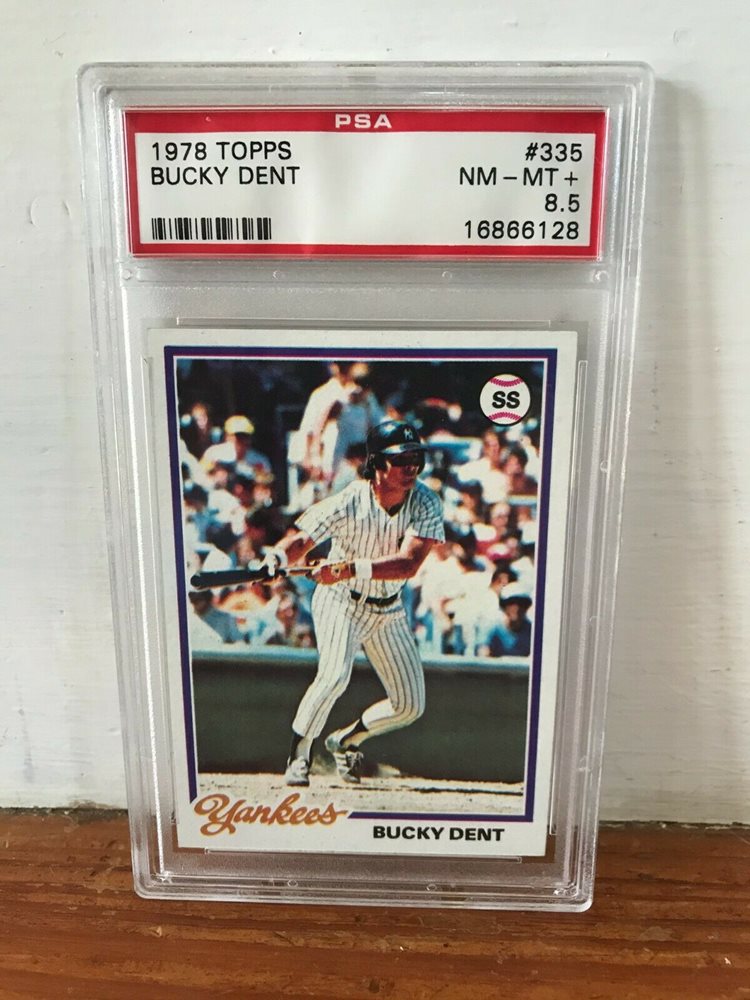 PSA
1978 TOPPS #335
BUCKY DENT NM-MT+
8.5
16866128
SS
Yankees
BUCKY DENT